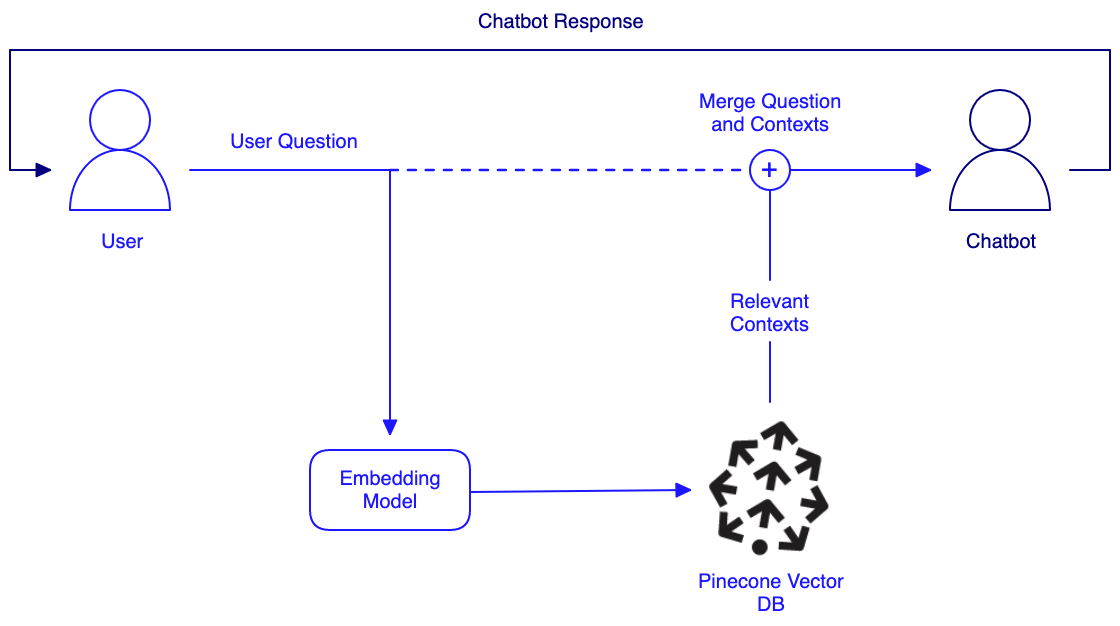 Chatbot Response
Merge Question
and Contexts
User Question
+
User
Chatbot
Relevant
Contexts
Embedding
Model
Pinecone Vector
DB